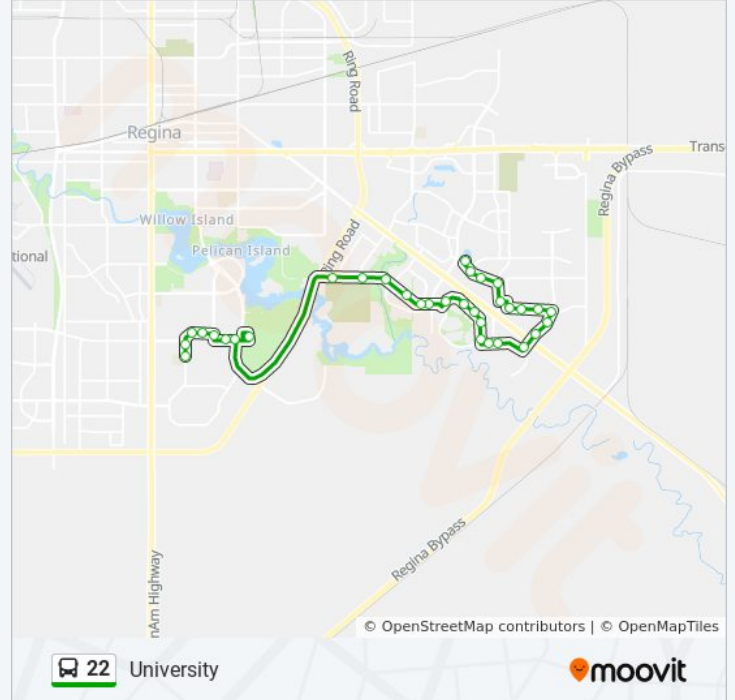 Ring Road
Regina
Trans
Regina Bypass
Willow Island
tional
Pelican Island
Ring Road
Regina Bypass
nAm Highway
© OpenStreetMap contributors | © OpenMapTiles
22 University
moovit